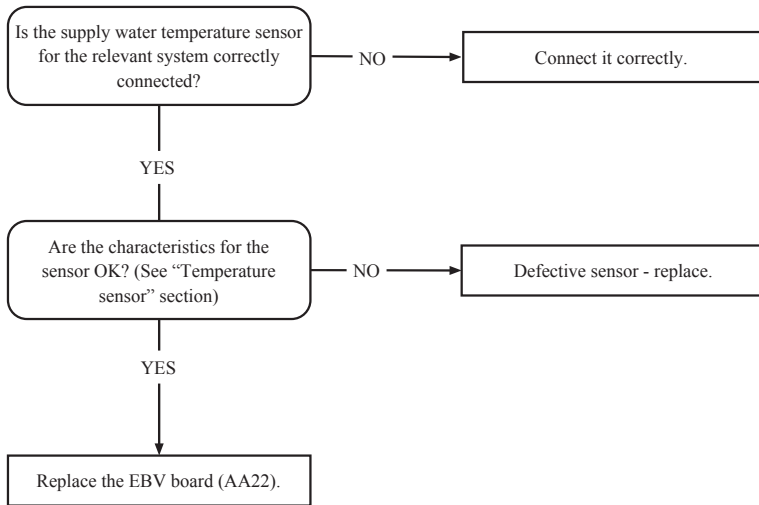 Is the supply water temperature sensor
for the relevant system correctly
connected?
NO
Connect it correctly.
YES
Are the characteristics for the
sensor OK? (See “Temperature
sensor” section)
NO
Defective sensor - replace.
YES
Replace the EBV board (AA22).